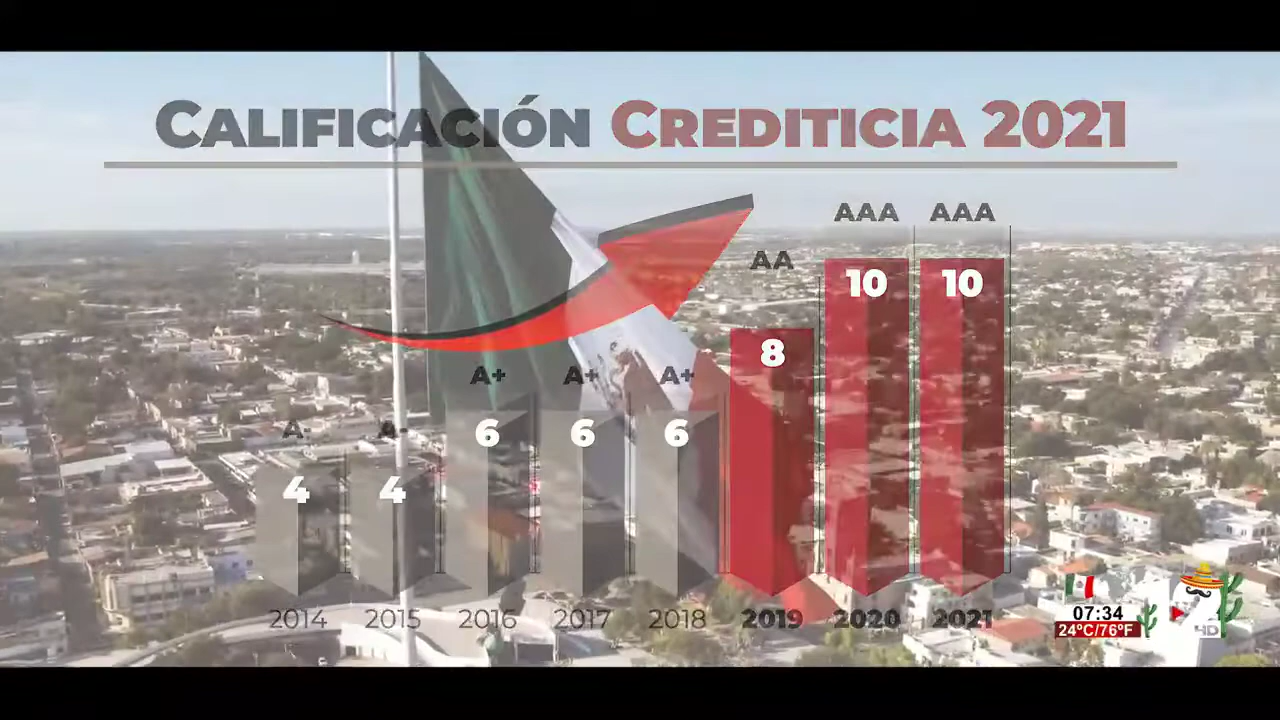 CALIFICACIÓN CREDITICIA 2021
AAA AAA
AA
10 10
8
A+ A+ A+
A- A-
6 6 6
4 4
2014 2015 2016 2017 2018 2019 2020 2021
07:34
24°C/76°F
HD